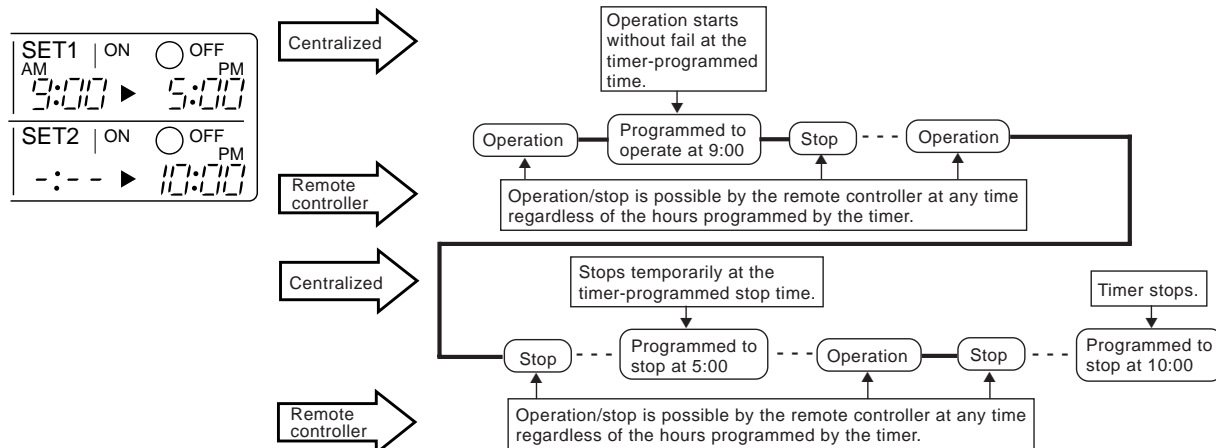 SET1 | ON OFF
AM PM
9:00 ▶ 5:00
SET2 | ON OFF
PM
-:-- ▶ 10:00
Centralized
Operation starts
without fail at the
timer-programmed
time.
Operation
Programmed to
operate at 9:00
Stop
Operation
Remote
controller
Operation/stop is possible by the remote controller at any time
regardless of the hours programmed by the timer.
Centralized
Stops temporarily at the
timer-programmed stop time.
Timer stops.
Stop
Programmed to
stop at 5:00
Operation
Stop
Programmed to
stop at 10:00
Remote
controller
Operation/stop is possible by the remote controller at any time
regardless of the hours programmed by the timer.